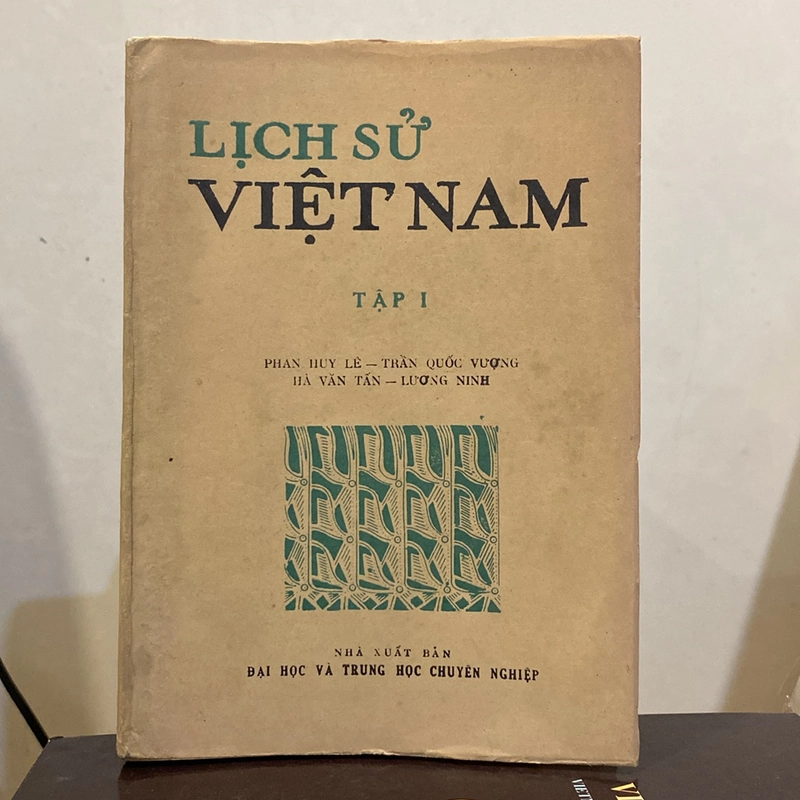 LỊCH SỬ
VIỆT NAM
TẬP I
PHAN HUY LÊ — TRẦN QUỐC VƯỢNG
HÀ VĂN TẤN — LƯƠNG NINH
NHÀ XUẤT BẢN
ĐẠI HỌC VÀ TRUNG HỌC CHUYÊN NGHIỆP